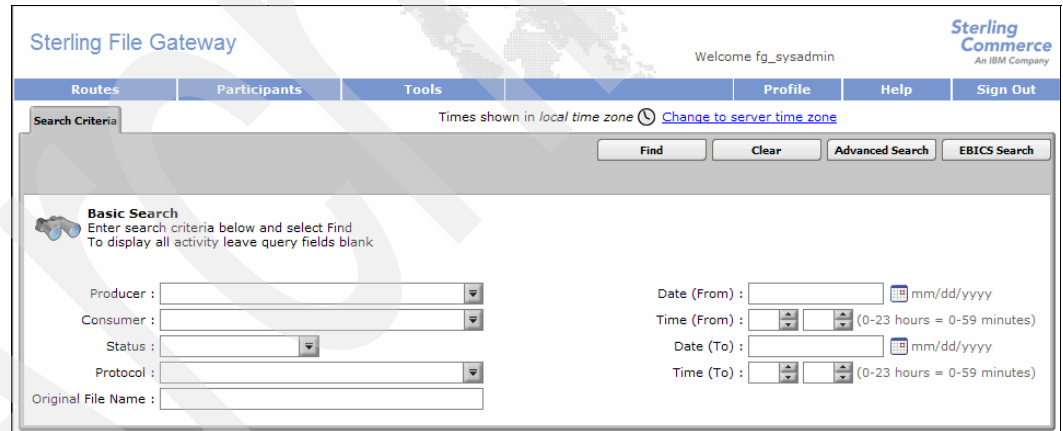 Sterling File Gateway
Welcome fg_sysadmin
Sterling
Commerce
An IBM Company
Routes Participants Tools Profile Help Sign Out
Search Criteria
Times shown in local time zone Change to server time zone
Find Clear Advanced Search EBICS Search
Basic Search
Enter search criteria below and select Find
To display all activity leave query fields blank
Producer : Date (From) : mm/dd/yyyy
Consumer : Time (From) : (0-23 hours = 0-59 minutes)
Status : Date (To) : mm/dd/yyyy
Protocol : Time (To) : (0-23 hours = 0-59 minutes)
Original File Name :